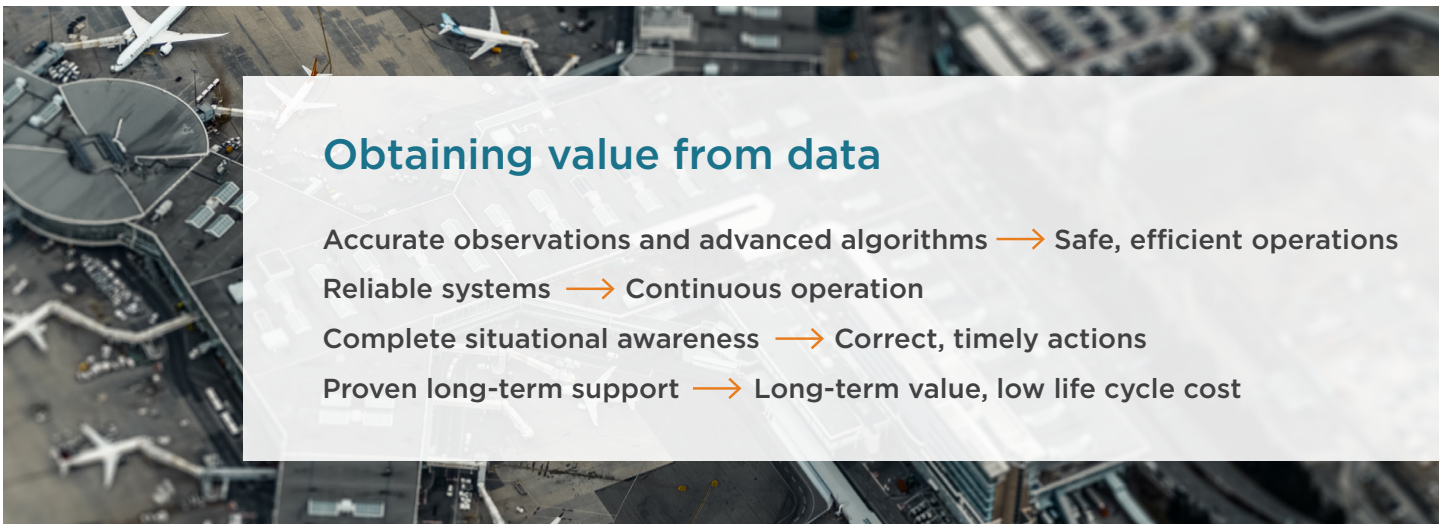 Obtaining value from data
Accurate observations and advanced algorithms ⟶ Safe, efficient operations
Reliable systems ⟶ Continuous operation
Complete situational awareness ⟶ Correct, timely actions
Proven long-term support ⟶ Long-term value, low life cycle cost